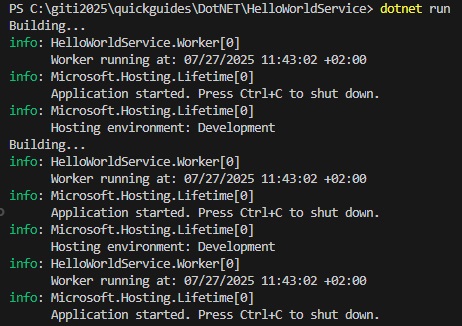 PS C:\giti2025\quickguides\DotNET\HelloWorldService> dotnet run
Building...
info: HelloWorldService.Worker[0]
Worker running at: 07/27/2025 11:43:02 +02:00
info: Microsoft.Hosting.Lifetime[0]
Application started. Press Ctrl+C to shut down.
info: Microsoft.Hosting.Lifetime[0]
Hosting environment: Development
Building...
info: HelloWorldService.Worker[0]
Worker running at: 07/27/2025 11:43:02 +02:00
info: Microsoft.Hosting.Lifetime[0]
Application started. Press Ctrl+C to shut down.
info: Microsoft.Hosting.Lifetime[0]
Hosting environment: Development
info: HelloWorldService.Worker[0]
Worker running at: 07/27/2025 11:43:02 +02:00
info: Microsoft.Hosting.Lifetime[0]
Application started. Press Ctrl+C to shut down.